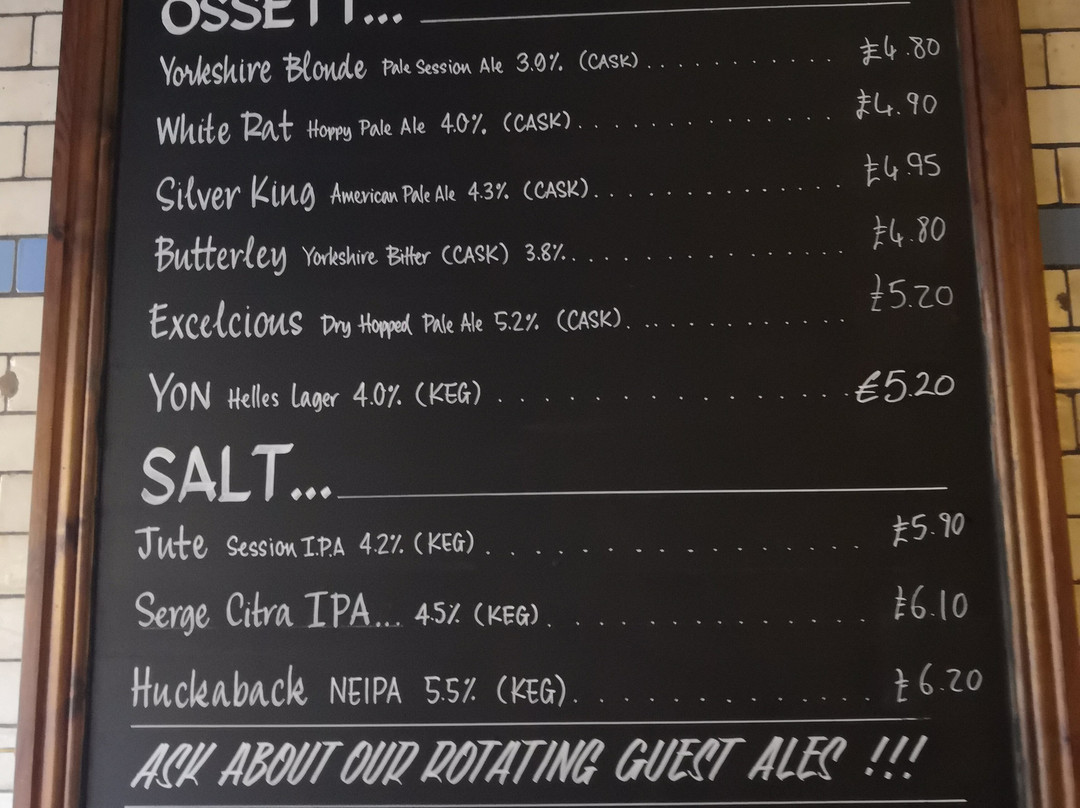 OSSETT...
Yorkshire Blonde Pale Session Ale 3.9% (CASK)............ £4.80
White Rat Hoppy Pale Ale 4.0% (CASK)............... £4.90
Silver King American Pale Ale 4.3% (CASK).............. £4.95
Butterley Yorkshire Bitter (CASK) 3.8%............... £4.80
Excelcious Dry Hopped Pale Ale 5.2% (CASK)............. £5.20
YON Helles Lager 4.0% (KEG)................. €5.20
SALT...
Jute Session I.P.A 4.2% (KEG)................ £5.90
Serge Citra IPA... 4.5% (KEG).............. £6.10
Huckaback NEIPA 5.5% (KEG)............. £6.20
ASK ABOUT OUR ROTATING GUEST ALES !!!